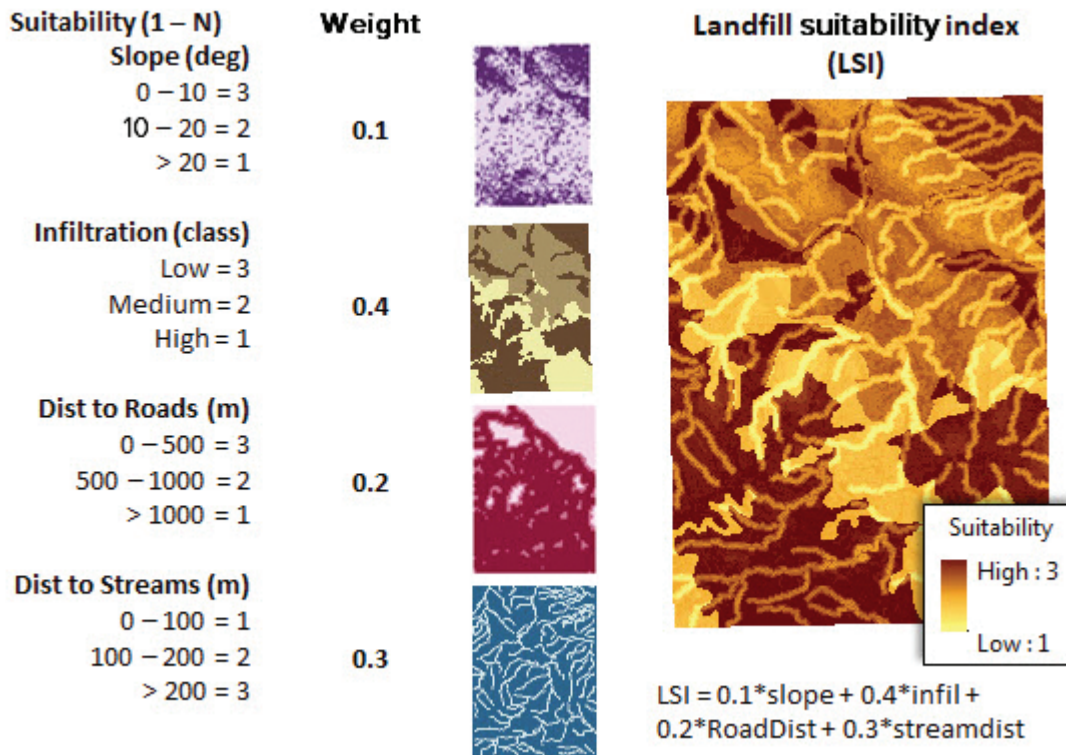 Suitability (1 – N)
Weight
Slope (deg)
0 – 10 = 3
10 – 20 = 2
> 20 = 1
0.1
Infiltration (class)
Low = 3
Medium = 2
High = 1
0.4
Dist to Roads (m)
0 – 500 = 3
500 – 1000 = 2
> 1000 = 1
0.2
Dist to Streams (m)
0 – 100 = 1
100 – 200 = 2
> 200 = 3
0.3
Landfill suitability index
(LSI)
Suitability
High : 3
Low : 1
LSI = 0.1*slope + 0.4*infil +
0.2*RoadDist + 0.3*streamdist